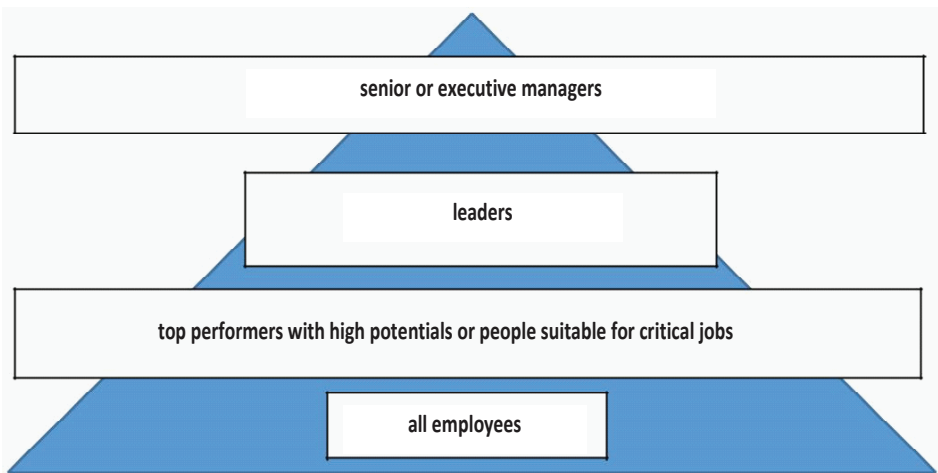 senior or executive managers
leaders
top performers with high potentials or people suitable for critical jobs
all employees